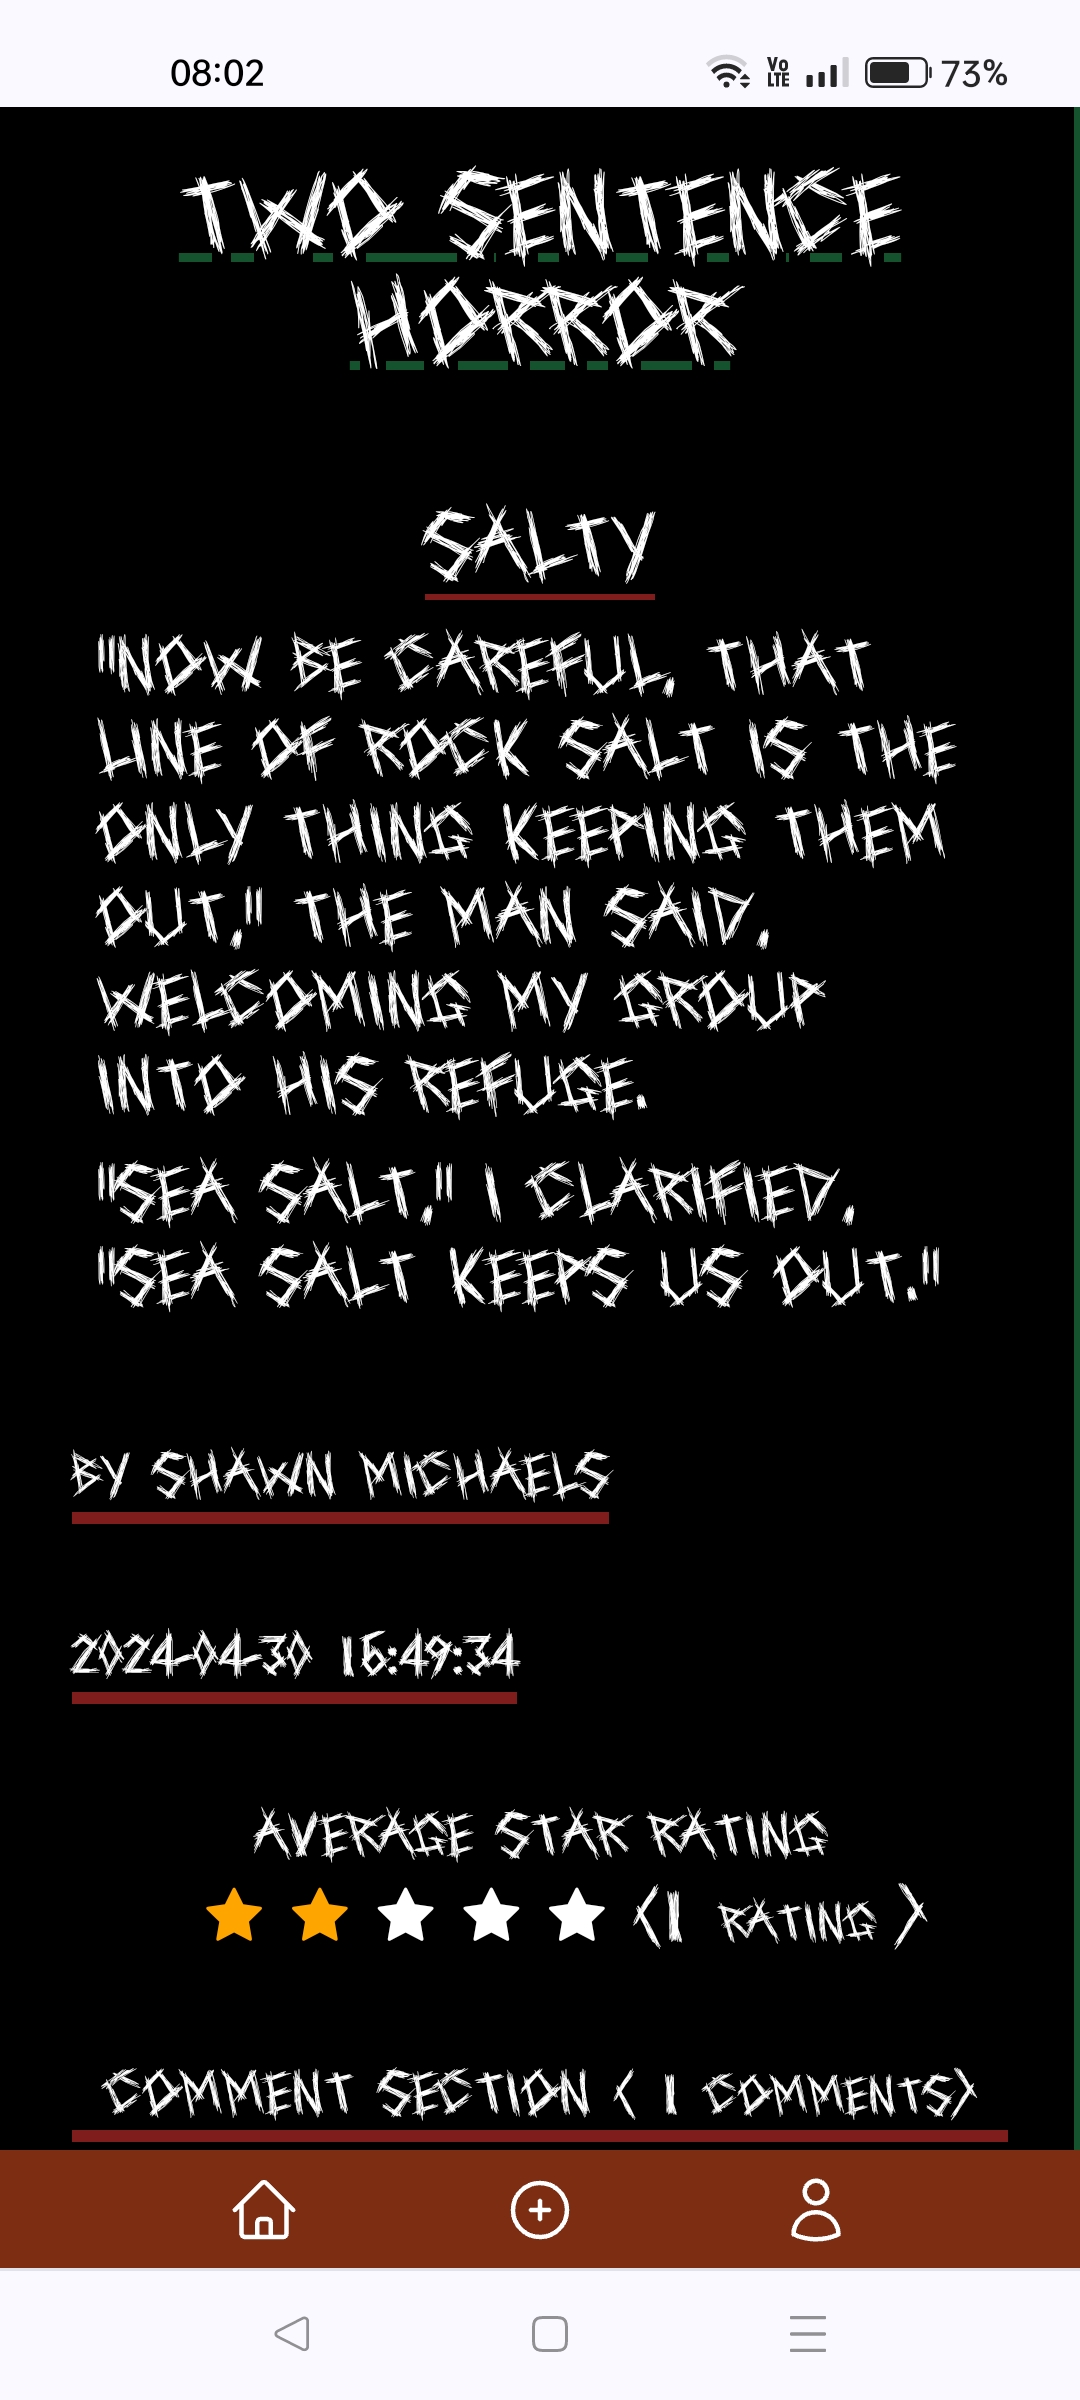 08:02 Vo LTE 73%
TWO SENTENCE
HORROR
SALTY
"NOW BE CAREFUL, THAT
LINE OF ROCK SALT IS THE
ONLY THING KEEPING THEM
OUT," THE MAN SAID,
WELCOMING MY GROUP
INTO HIS REFUGE.
"SEA SALT," I CLARIFIED,
"SEA SALT KEEPS US OUT."
BY SHAWN MICHAELS
2024-04-30 16:49:34
AVERAGE STAR RATING
(1 RATING )
COMMENT SECTION ( 1 COMMENTS)